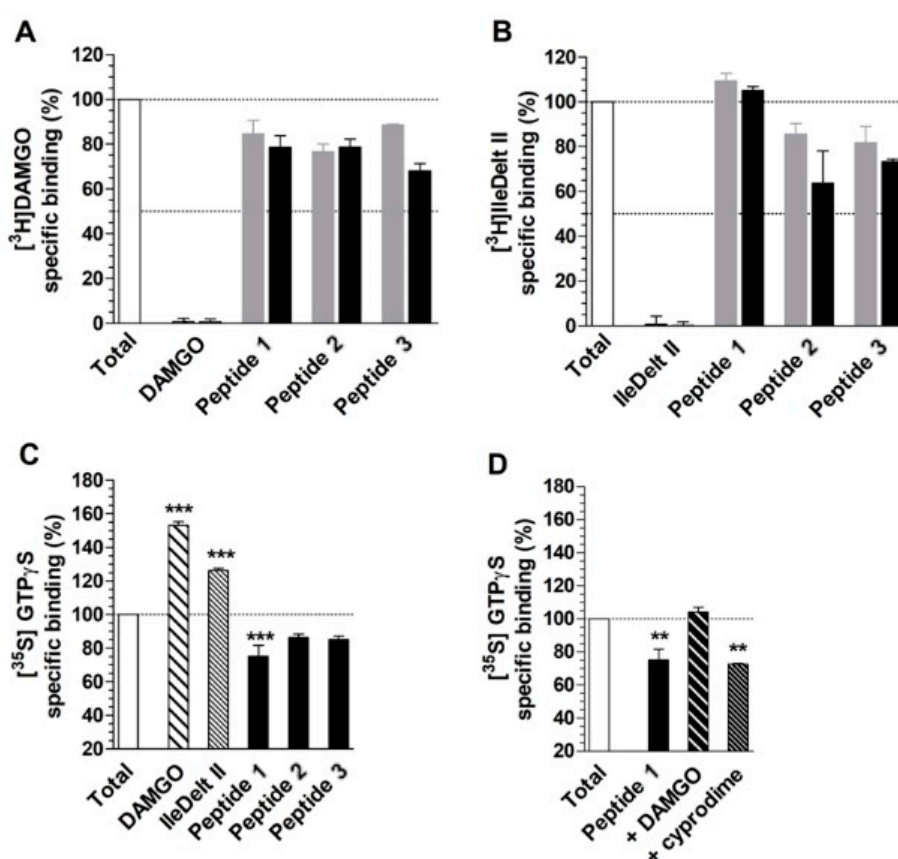 A
[³H]DAMGO
specific binding (%)
120
100
80
60
40
20
0
Total
DAMGO
Peptide 1
Peptide 2
Peptide 3
B
[³H]IleDelt II
specific binding (%)
120
100
80
60
40
20
0
Total
IleDelt II
Peptide 1
Peptide 2
Peptide 3
C
[³⁵S] GTPγS
specific binding (%)
180
160
140
120
100
80
60
40
20
***
***
***
Total
DAMGO
IleDelt II
Peptide 1
Peptide 2
Peptide 3
D
[³⁵S] GTPγS
specific binding (%)
180
160
140
120
100
80
60
40
20
**
**
Total
Peptide 1
+ DAMGO
+ cyprodime